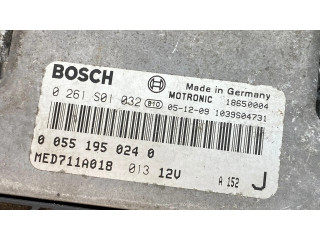 BOSCH
Made in Germany
0 261 S01 032 810 05-12-09 MOTRONIC 18650004
1039S04731
0 055 195 024 0
MED711A018 013 12V A 152 J